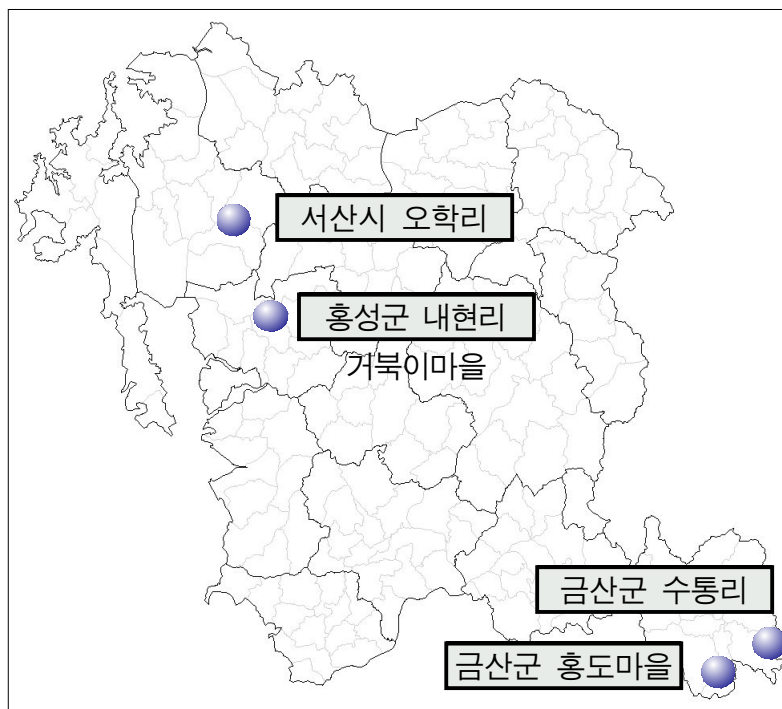 서산시 오학리
홍성군 내현리
거북이마을
금산군 수통리
금산군 홍도마을